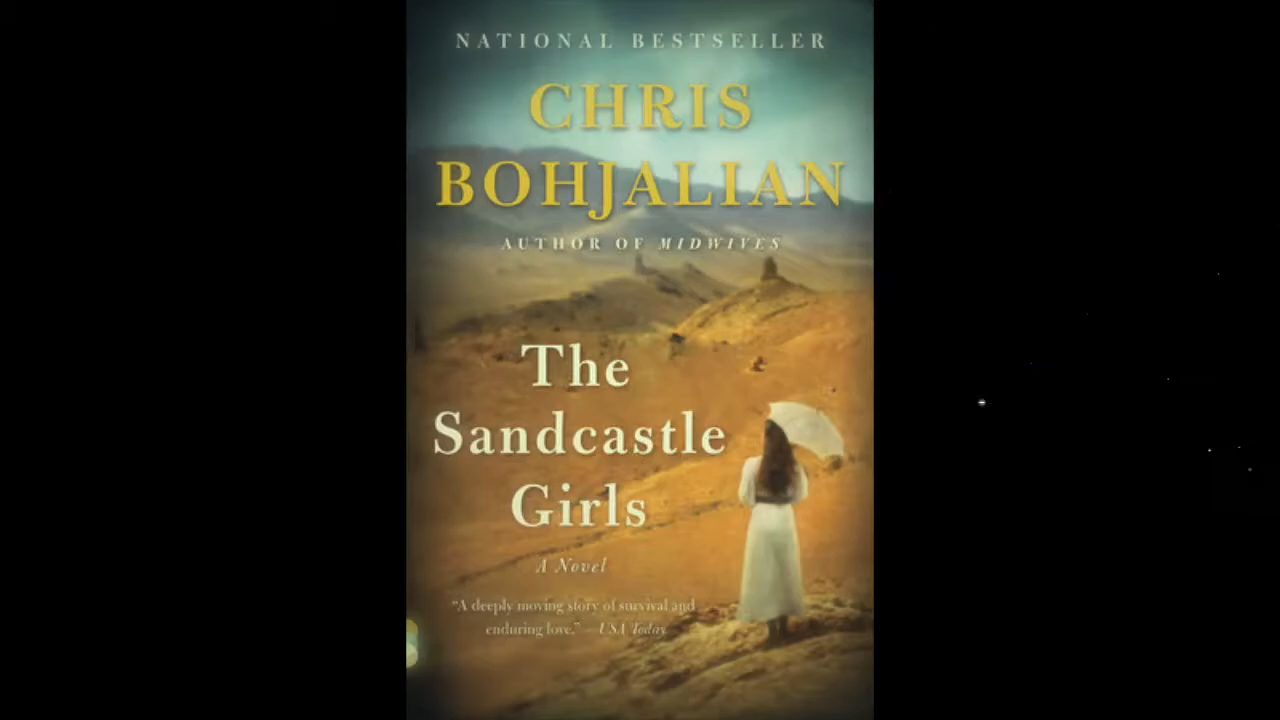 NATIONAL BESTSELLER
CHRIS
BOHJALIAN
AUTHOR OF MIDWIVES
The
Sandcastle
Girls
A Novel
“A deeply moving story of survival and
enduring love.” —USA Today